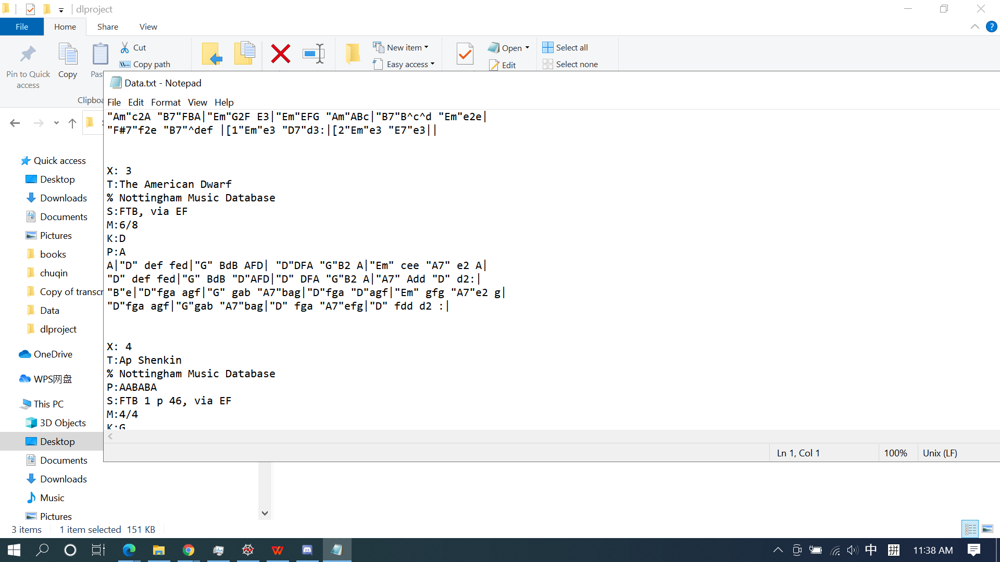 dlproject
File
Home
Share
View
Pin to Quick access
Copy
Past
Cut
Copy path
New item
Easy access
Open
Edit
Select all
Select none
Clipboa
Data.txt - Notepad
File Edit Format View Help
"Am"c2A "B7"FBA|"Em"G2F E3|"Em"EFG "Am"ABc|"B7"B^c^d "Em"e2e|
"F#7"f2e "B7"^def |[1"Em"e3 "D7"d3:|[2"Em"e3 "E7"e3||
X: 3
T:The American Dwarf
% Nottingham Music Database
S:FTB, via EF
M:6/8
K:D
P:A
A|"D" def fed|"G" BdB AFD| "D"DFA "G"B2 A|"Em" cee "A7" e2 A|
"D" def fed|"G" BdB "D"AFD|"D" DFA "G"B2 A|"A7" Add "D" d2:|
"B"e|"D"fga agf|"G" gab "A7"bag|"D"fga "D"agf|"Em" gfg "A7"e2 g|
"D"fga agf|"G"gab "A7"bag|"D" fga "A7"efg|"D" fdd d2 :|
X: 4
T:Ap Shenkin
% Nottingham Music Database
P:AABABA
S:FTB 1 p 46, via EF
M:4/4
K:G
Ln 1, Col 1
100%
Unix (LF)
Quick access
Desktop
Downloads
Documents
Pictures
books
chuqin
Copy of transcr
Data
dlproject
OneDrive
WPS网盘
This PC
3D Objects
Desktop
Documents
Downloads
Music
Pictures
3 items
1 item selected 151 KB
中
拼
11:38 AM